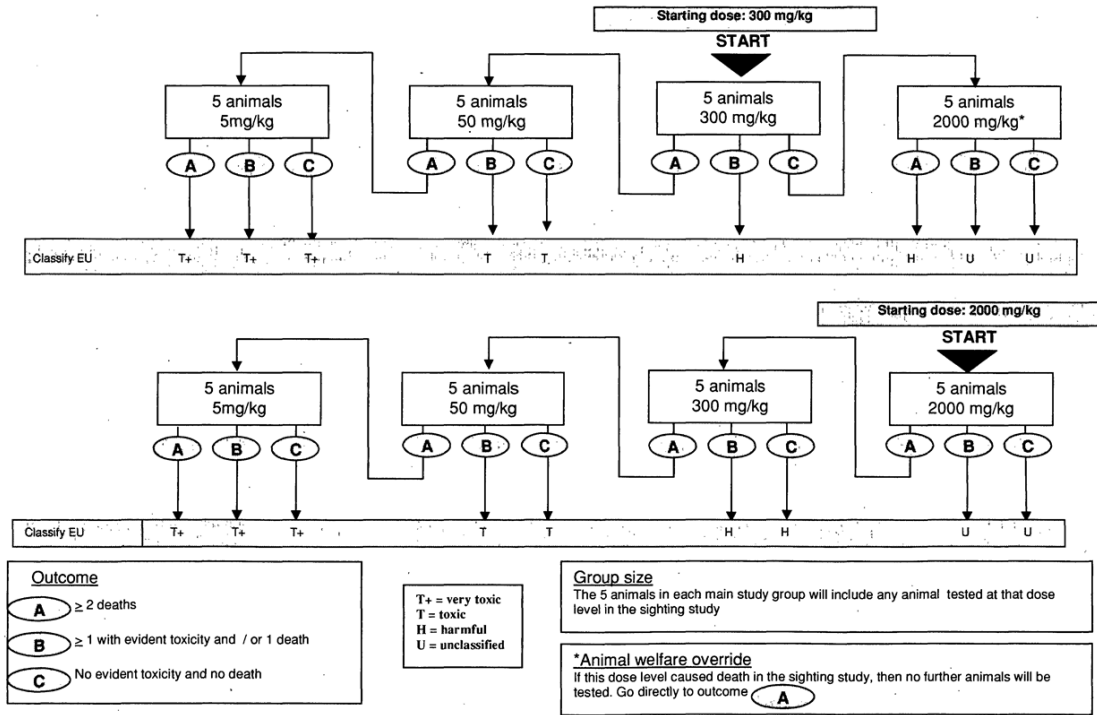 Starting dose: 300 mg/kg
START
5 animals
5mg/kg
5 animals
50 mg/kg
5 animals
300 mg/kg
5 animals
2000 mg/kg*
A B C A B C A B C A B C
Classify EU T+ T+ T+ T T H H U U
Starting dose: 2000 mg/kg
START
5 animals
5mg/kg
5 animals
50 mg/kg
5 animals
300 mg/kg
5 animals
2000 mg/kg
A B C A B C A B C A B C
Classify EU T+ T+ T+ T T H H U U
Outcome
A ≥ 2 deaths
B ≥ 1 with evident toxicity and / or 1 death
C No evident toxicity and no death
T+ = very toxic
T = toxic
H = harmful
U = unclassified
Group size
The 5 animals in each main study group will include any animal tested at that dose
level in the sighting study
*Animal welfare override
If this dose level caused death in the sighting study, then no further animals will be
tested. Go directly to outcome A